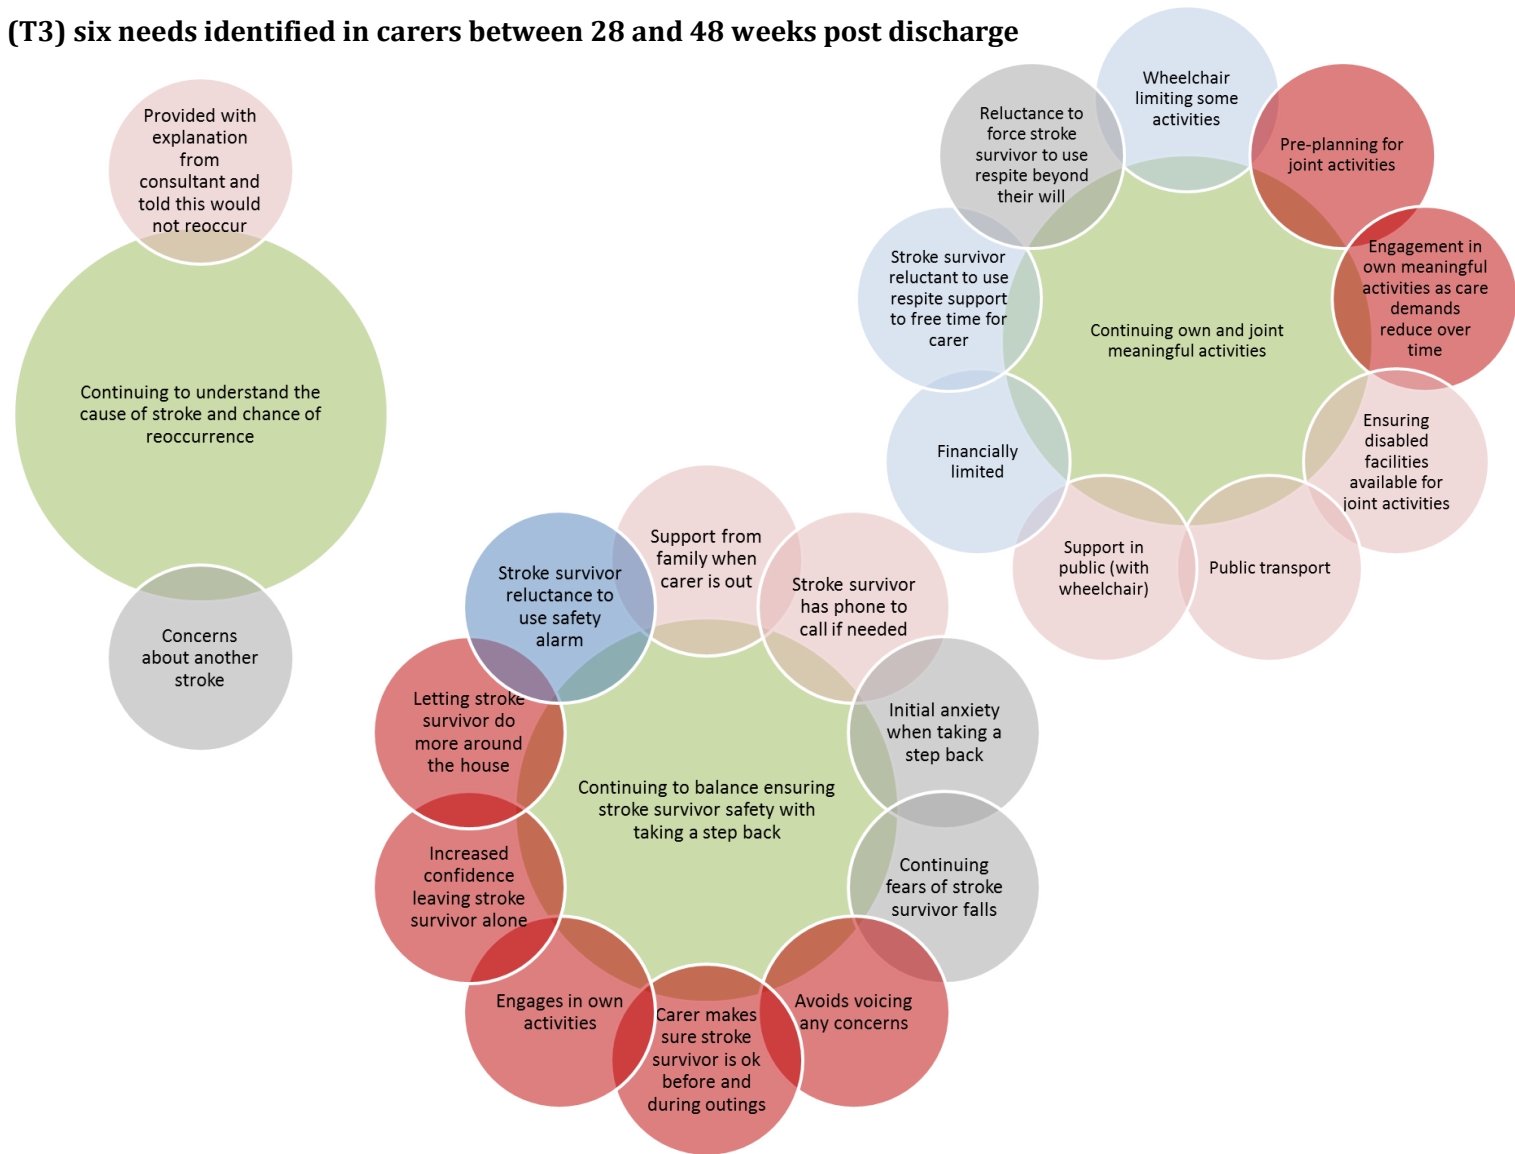 (T3) six needs identified in carers between 28 and 48 weeks post discharge
Provided with
explanation
from
consultant and
told this would
not reoccur
Continuing to understand the
cause of stroke and chance of
reoccurrence
Concerns
about another
stroke
Wheelchair
limiting some
activities
Pre-planning for
joint activities
Engagement in
own meaningful
activities as care
demands
reduce over
time
Ensuring
disabled
facilities
available for
joint activities
Public transport
Support in
public (with
wheelchair)
Financially
limited
Stroke survivor
reluctant to use
respite support
to free time for
carer
Reluctance to
force stroke
survivor to use
respite beyond
their will
Continuing own and joint
meaningful activities
Support from
family when
carer is out
Stroke survivor
has phone to
call if needed
Initial anxiety
when taking a
step back
Continuing
fears of stroke
survivor falls
Avoids voicing
any concerns
Carer makes
sure stroke
survivor is ok
before and
during outings
Engages in own
activities
Increased
confidence
leaving stroke
survivor alone
Letting stroke
survivor do
more around
the house
Stroke survivor
reluctance to
use safety
alarm
Continuing to balance ensuring
stroke survivor safety with
taking a step back